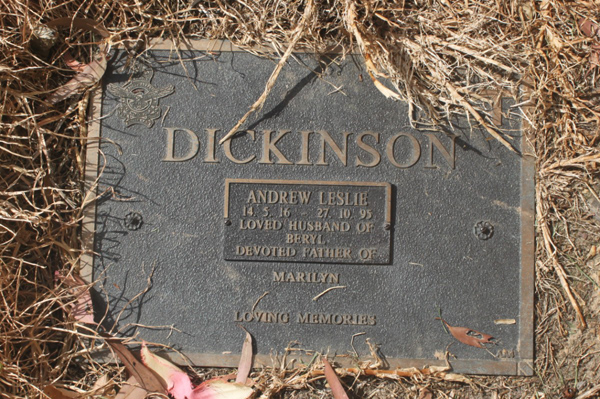 DICKINSON
ANDREW LESLIE
14. 5. 16 27. 10. 95
LOVED HUSBAND OF
BERYL
DEVOTED FATHER OF
MARILYN
LOVING MEMORIES